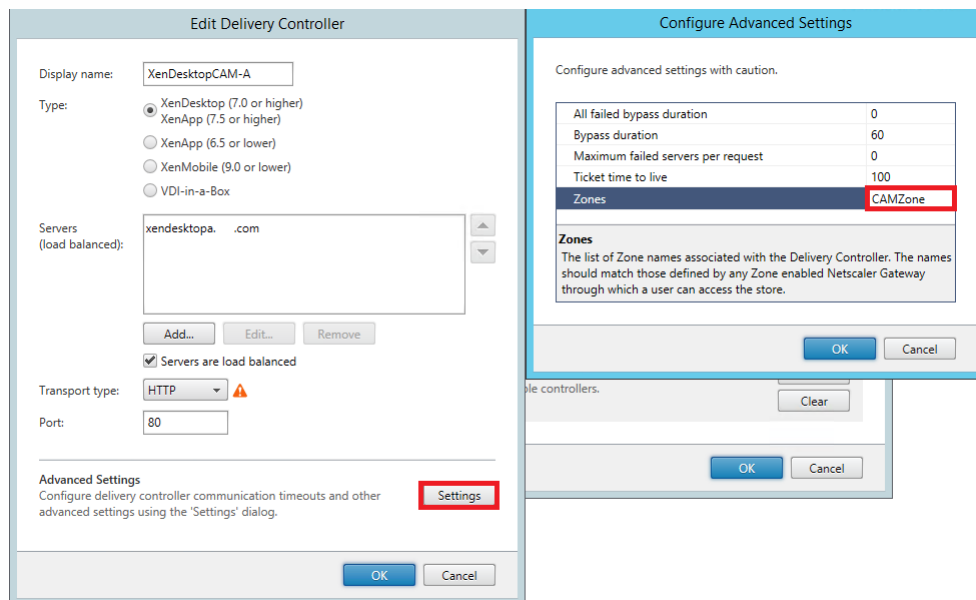 Edit Delivery Controller
Display name: XenDesktopCAM-A
Type: XenDesktop (7.0 or higher)
XenApp (7.5 or higher)
XenApp (6.5 or lower)
XenMobile (9.0 or lower)
VDI-in-a-Box
Servers
(load balanced):
xendesktopa. .com
Add... Edit... Remove
Servers are load balanced
Transport type: HTTP
Port: 80
Advanced Settings
Configure delivery controller communication timeouts and other
advanced settings using the 'Settings' dialog.
Settings
OK Cancel
Configure Advanced Settings
Configure advanced settings with caution.
All failed bypass duration 0
Bypass duration 60
Maximum failed servers per request 0
Ticket time to live 100
Zones CAMZone
Zones
The list of Zone names associated with the Delivery Controller. The names
should match those defined by any Zone enabled Netscaler Gateway
through which a user can access the store.
OK Cancel
controllers.
Clear
OK Cancel